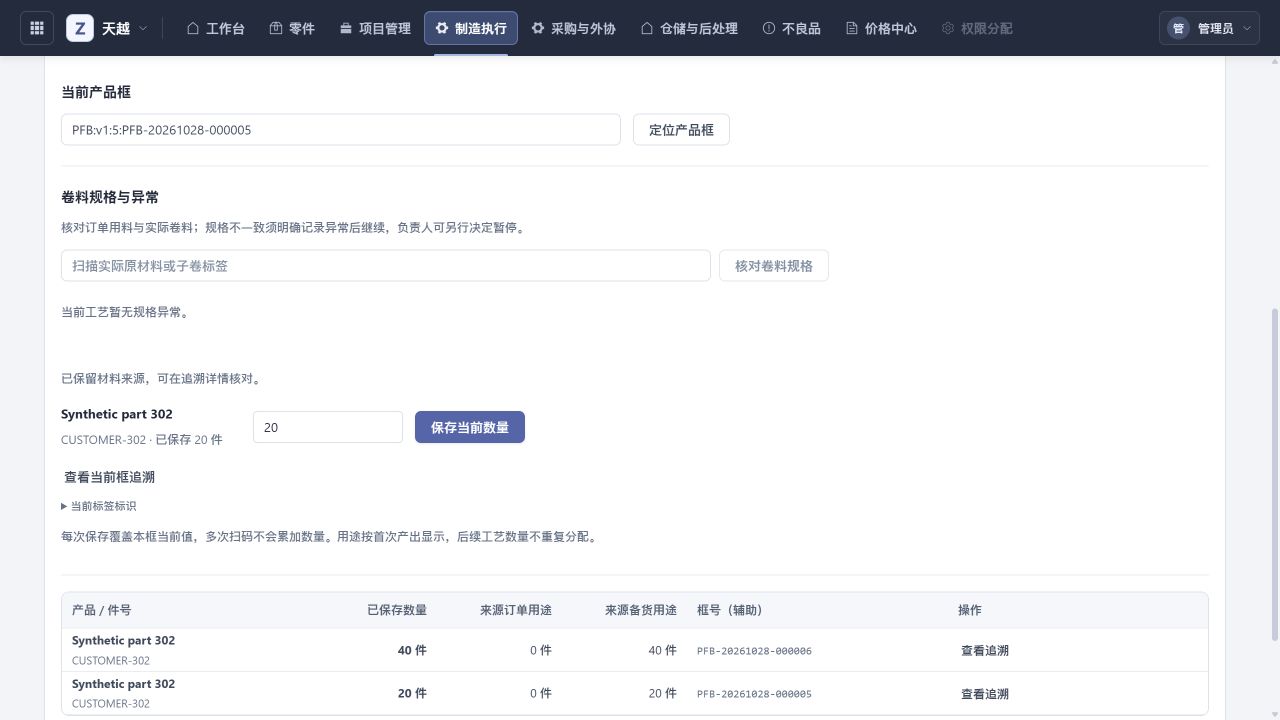 Z 天越
工作台
零件
项目管理
制造执行
采购与外协
仓储与后处理
不良品
价格中心
权限分配
管 管理员
当前产品框
PFB:v1:5:PFB-20261028-000005
定位产品框
卷料规格与异常
核对订单用料与实际卷料；规格不一致须明确记录异常后继续，负责人可另行决定暂停。
扫描实际原材料或子卷标签
核对卷料规格
当前工艺暂无规格异常。
已保留材料来源，可在追溯详情核对。
Synthetic part 302
CUSTOMER-302 · 已保存 20 件
20
保存当前数量
查看当前框追溯
当前标签标识
每次保存覆盖本框当前值，多次扫码不会累加数量。用途按首次产出显示，后续工艺数量不重复分配。
产品 / 件号 已保存数量 来源订单用途 来源备货用途 框号（辅助） 操作
Synthetic part 302
CUSTOMER-302
40 件 0 件 40 件 PFB-20261028-000006 查看追溯
Synthetic part 302
CUSTOMER-302
20 件 0 件 20 件 PFB-20261028-000005 查看追溯